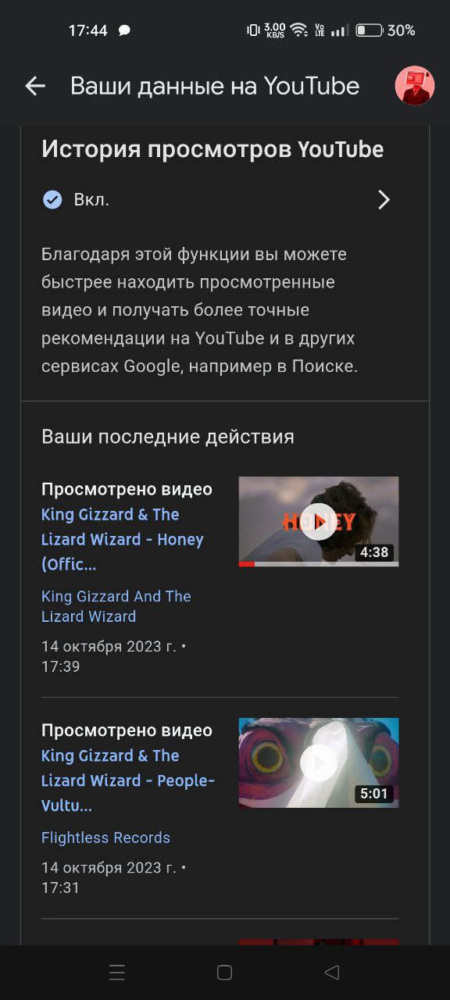 17:44
3.00
KB/S
Vo
LTE
30%
Ваши данные на YouTube
История просмотров YouTube
Вкл.
Благодаря этой функции вы можете
быстрее находить просмотренные
видео и получать более точные
рекомендации на YouTube и в других
сервисах Google, например в Поиске.
Ваши последние действия
Просмотрено видео
King Gizzard & The
Lizard Wizard - Honey
(Offic...
King Gizzard And The
Lizard Wizard
14 октября 2023 г. •
17:39
HONEY
4:38
Просмотрено видео
King Gizzard & The
Lizard Wizard - People-
Vultu...
Flightless Records
14 октября 2023 г. •
17:31
5:01